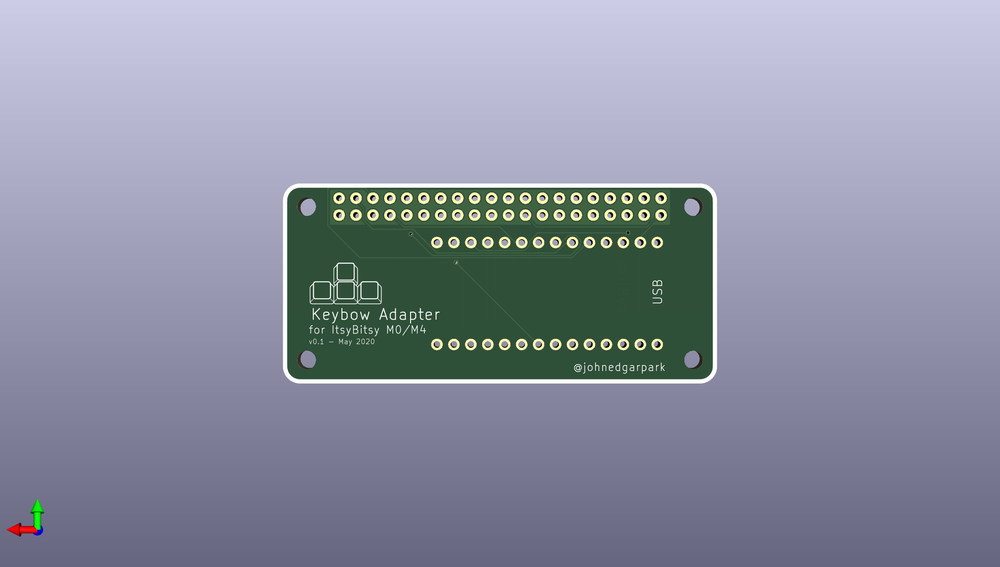 USB
Keybow Adapter
for ItsyBitsy M0/M4
v0.1 – May 2020
@johnedgarpark